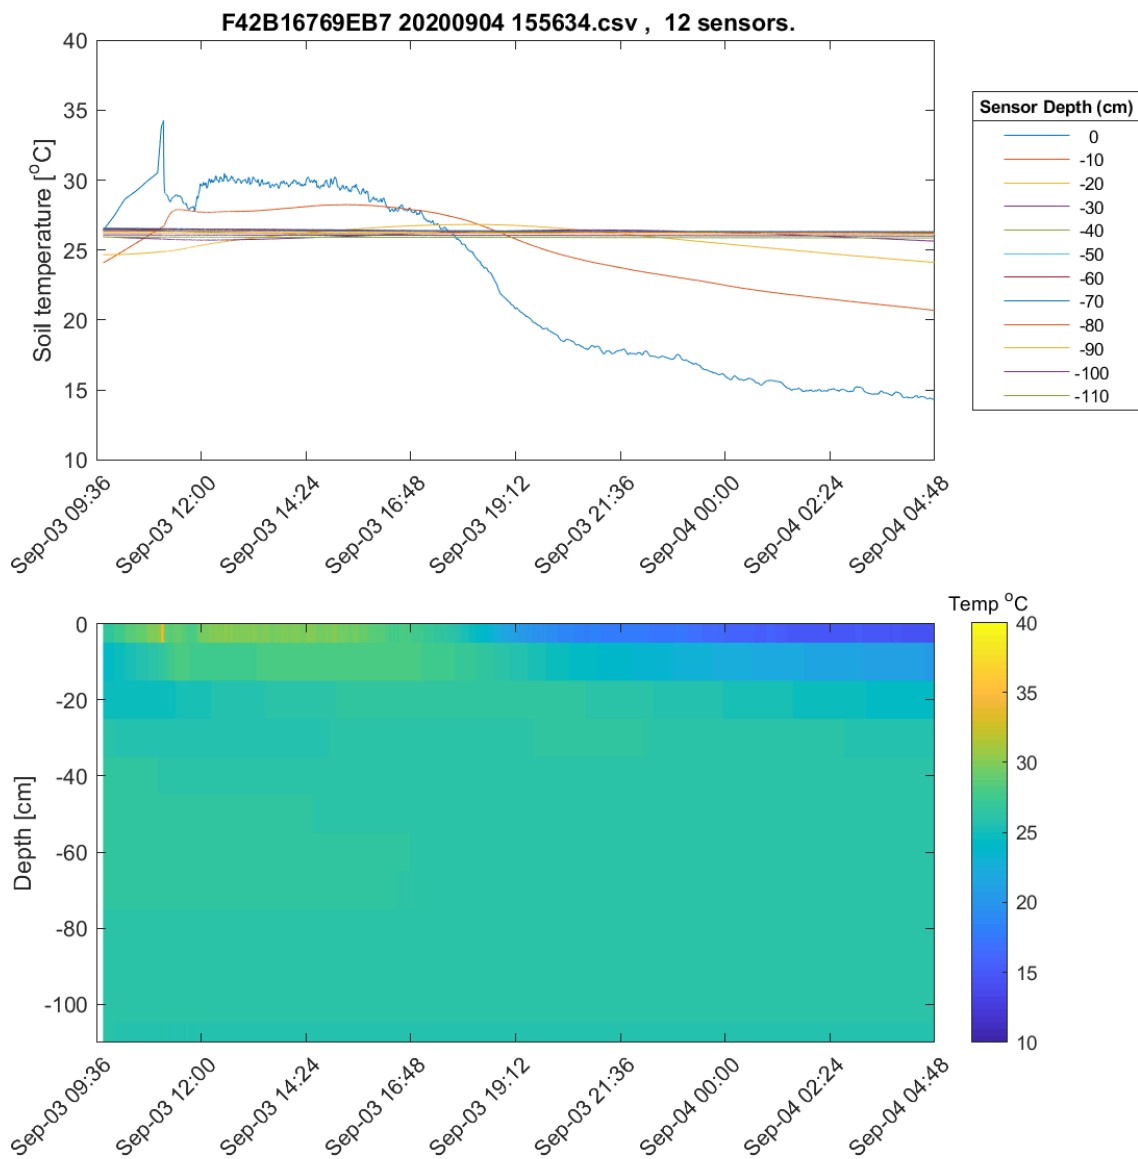 F42B16769EB7 20200904 155634.csv , 12 sensors.
Soil temperature [°C]
40
35
30
25
20
15
10
Sep-03 09:36
Sep-03 12:00
Sep-03 14:24
Sep-03 16:48
Sep-03 19:12
Sep-03 21:36
Sep-04 00:00
Sep-04 02:24
Sep-04 04:48
Sensor Depth (cm)
0
-10
-20
-30
-40
-50
-60
-70
-80
-90
-100
-110
Depth [cm]
0
-20
-40
-60
-80
-100
Sep-03 09:36
Sep-03 12:00
Sep-03 14:24
Sep-03 16:48
Sep-03 19:12
Sep-03 21:36
Sep-04 00:00
Sep-04 02:24
Sep-04 04:48
Temp °C
40
35
30
25
20
15
10